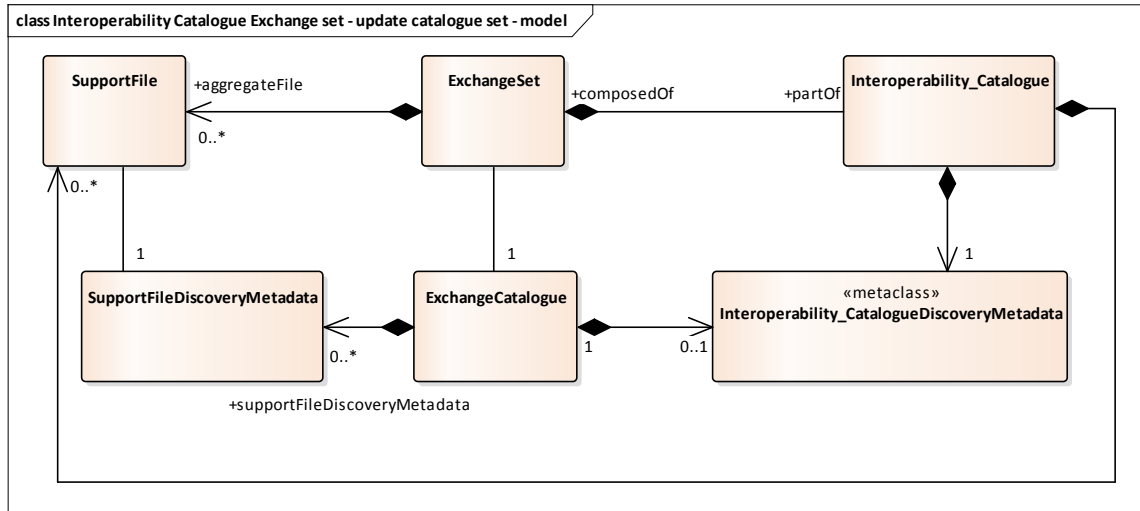 class Interoperability Catalogue Exchange set - update catalogue set - model
SupportFile
+aggregateFile
0..*
ExchangeSet
+composedOf
+partOf
Interoperability_Catalogue
0..*
1
1
1
SupportFileDiscoveryMetadata
0..*
+supportFileDiscoveryMetadata
ExchangeCatalogue
1
0..1
«metaclass»
Interoperability_CatalogueDiscoveryMetadata